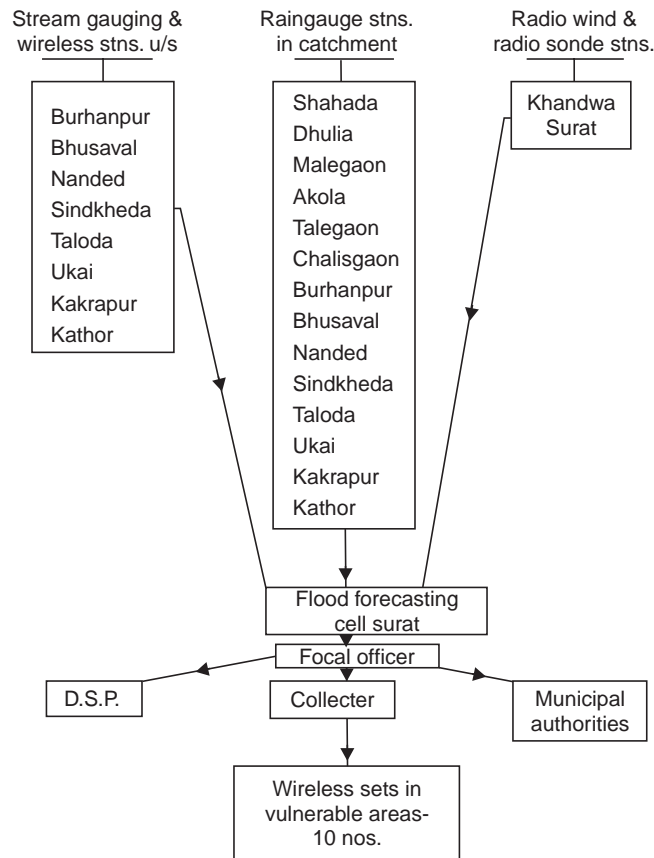 Stream gauging &
wireless stns. u/s
Burhanpur
Bhusaval
Nanded
Sindkheda
Taloda
Ukai
Kakrapur
Kathor
Raingauge stns.
in catchment
Shahada
Dhulia
Malegaon
Akola
Talegaon
Chalisgaon
Burhanpur
Bhusaval
Nanded
Sindkheda
Taloda
Ukai
Kakrapur
Kathor
Radio wind &
radio sonde stns.
Khandwa
Surat
Flood forecasting
cell surat
Focal officer
D.S.P.
Collecter
Municipal
authorities
Wireless sets in
vulnerable areas-
10 nos.